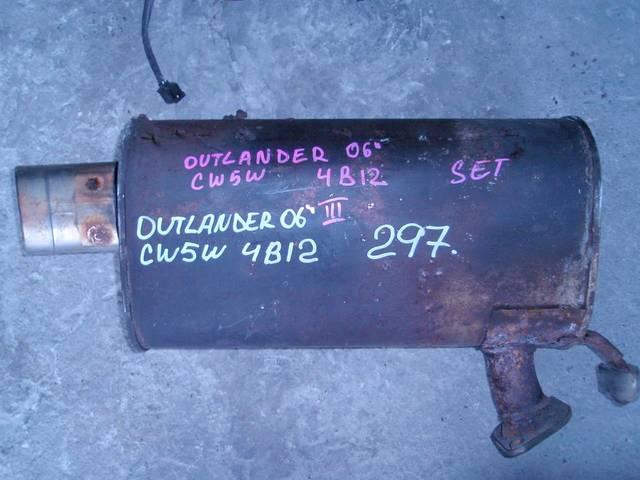 OUTLANDER 06"
CW5W 4B12 SET
OUTLANDER 06" III
CW5W 4B12 297.